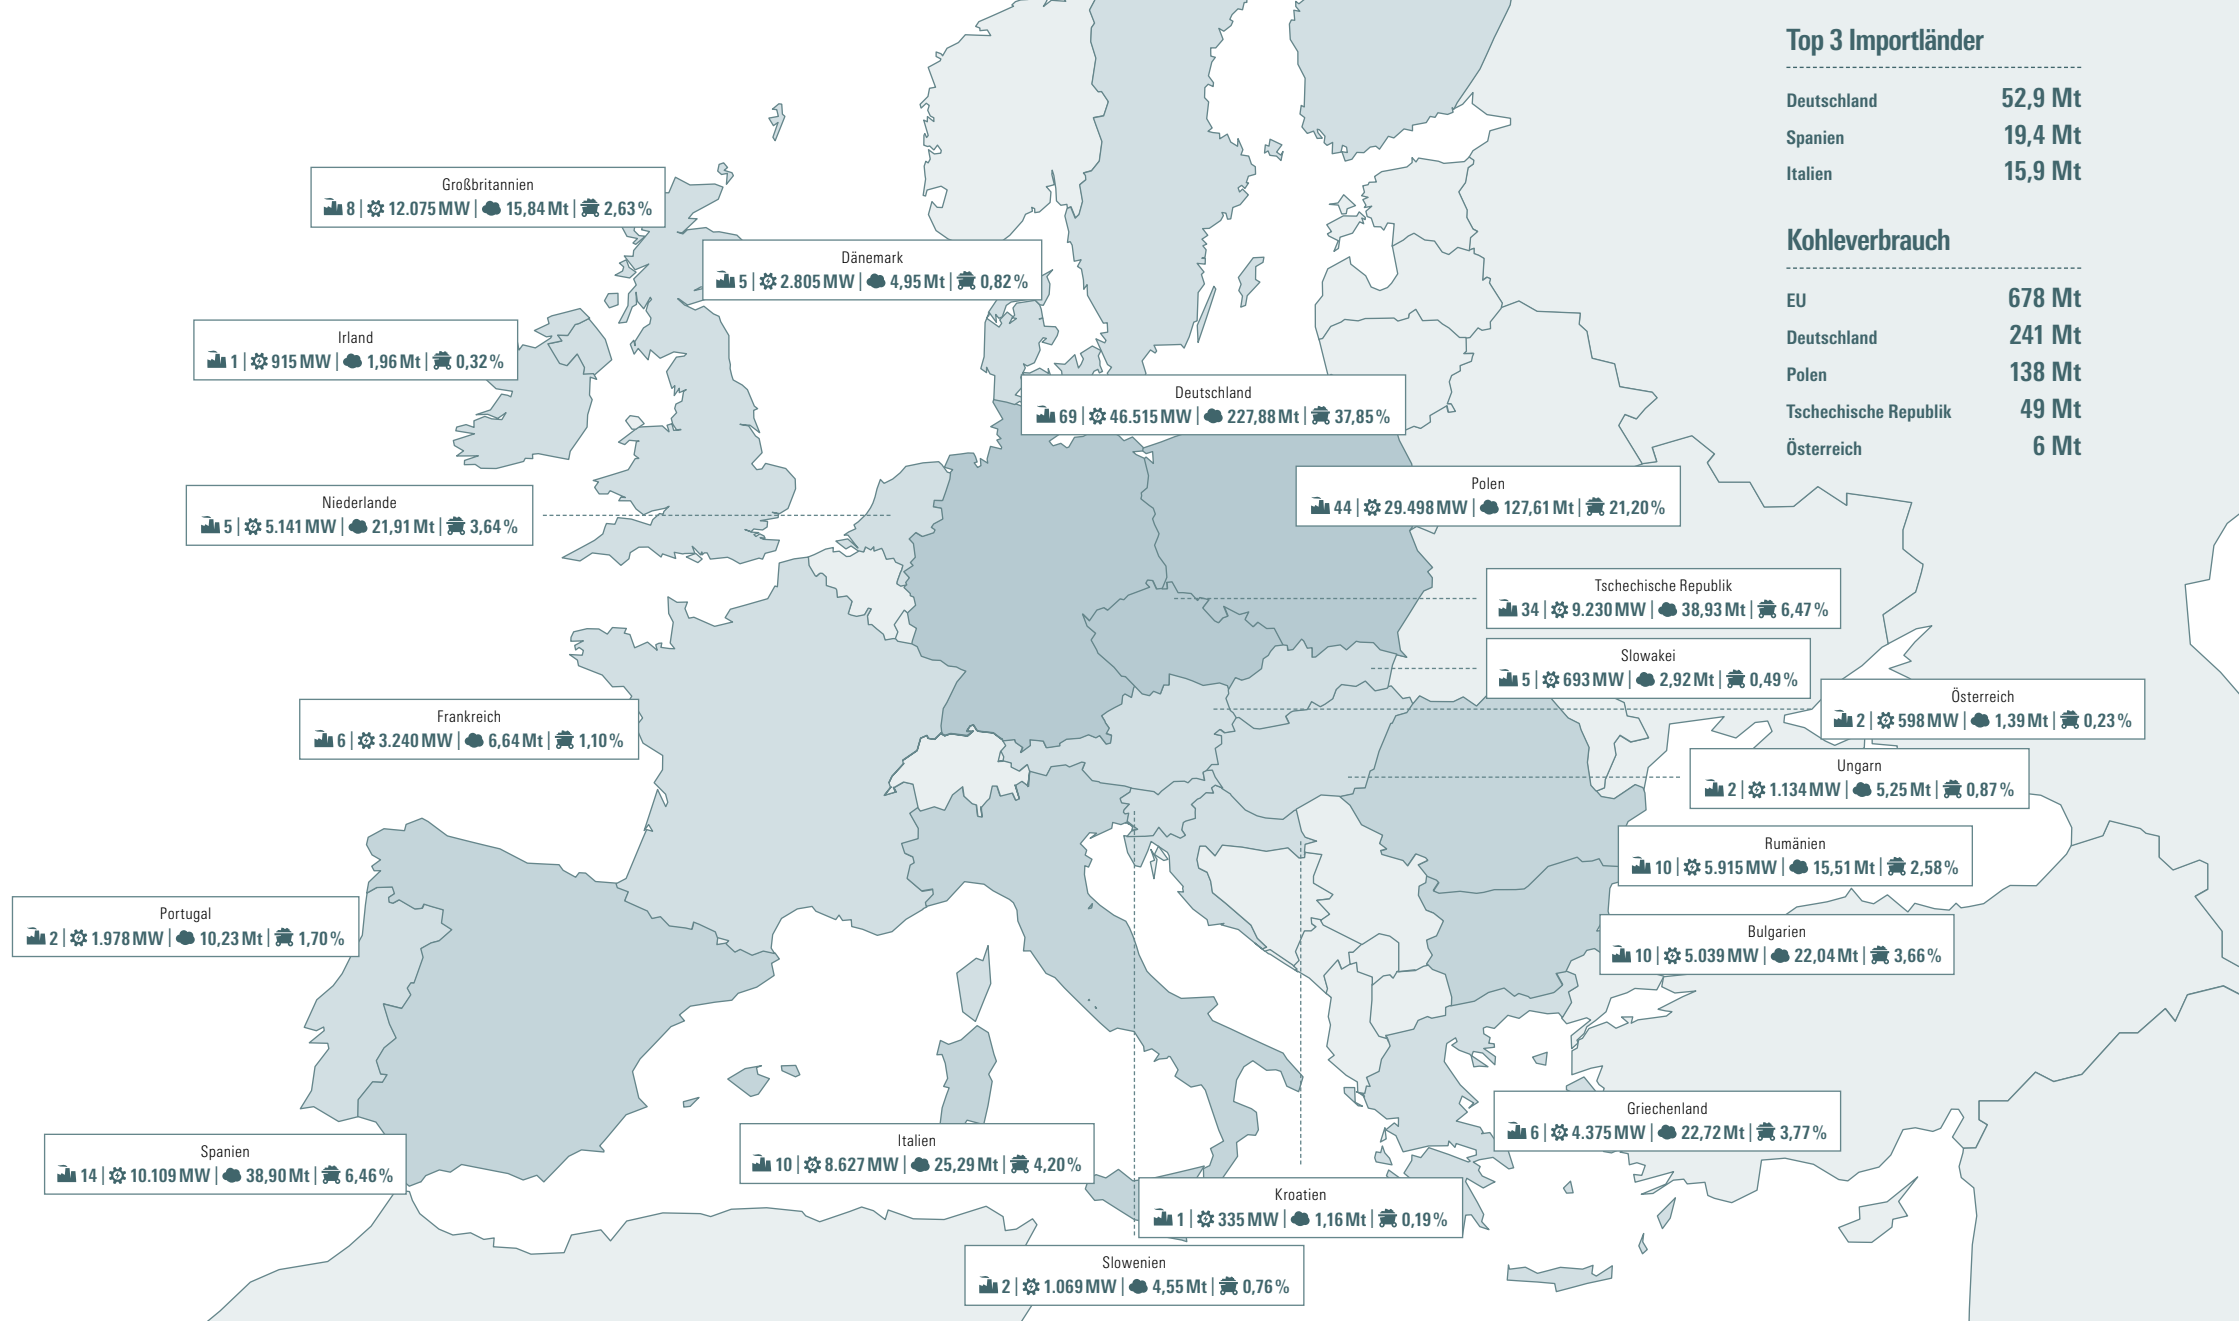 Top 3 Importländer
Deutschland 52,9 Mt
Spanien 19,4 Mt
Italien 15,9 Mt
Kohleverbrauch
EU 678 Mt
Deutschland 241 Mt
Polen 138 Mt
Tschechische Republik 49 Mt
Österreich 6 Mt
Großbritannien
8 | 12.075 MW | 15,84 Mt | 2,63 %
Dänemark
5 | 2.805 MW | 4,95 Mt | 0,82 %
Irland
1 | 915 MW | 1,96 Mt | 0,32 %
Deutschland
69 | 46.515 MW | 227,88 Mt | 37,85 %
Niederlande
5 | 5.141 MW | 21,91 Mt | 3,64 %
Polen
44 | 29.498 MW | 127,61 Mt | 21,20 %
Tschechische Republik
34 | 9.230 MW | 38,93 Mt | 6,47 %
Slowakei
5 | 693 MW | 2,92 Mt | 0,49 %
Österreich
2 | 598 MW | 1,39 Mt | 0,23 %
Frankreich
6 | 3.240 MW | 6,64 Mt | 1,10 %
Ungarn
2 | 1.134 MW | 5,25 Mt | 0,87 %
Rumänien
10 | 5.915 MW | 15,51 Mt | 2,58 %
Portugal
2 | 1.978 MW | 10,23 Mt | 1,70 %
Bulgarien
10 | 5.039 MW | 22,04 Mt | 3,66 %
Griechenland
6 | 4.375 MW | 22,72 Mt | 3,77 %
Spanien
14 | 10.109 MW | 38,90 Mt | 6,46 %
Italien
10 | 8.627 MW | 25,29 Mt | 4,20 %
Kroatien
1 | 335 MW | 1,16 Mt | 0,19 %
Slowenien
2 | 1.069 MW | 4,55 Mt | 0,76 %